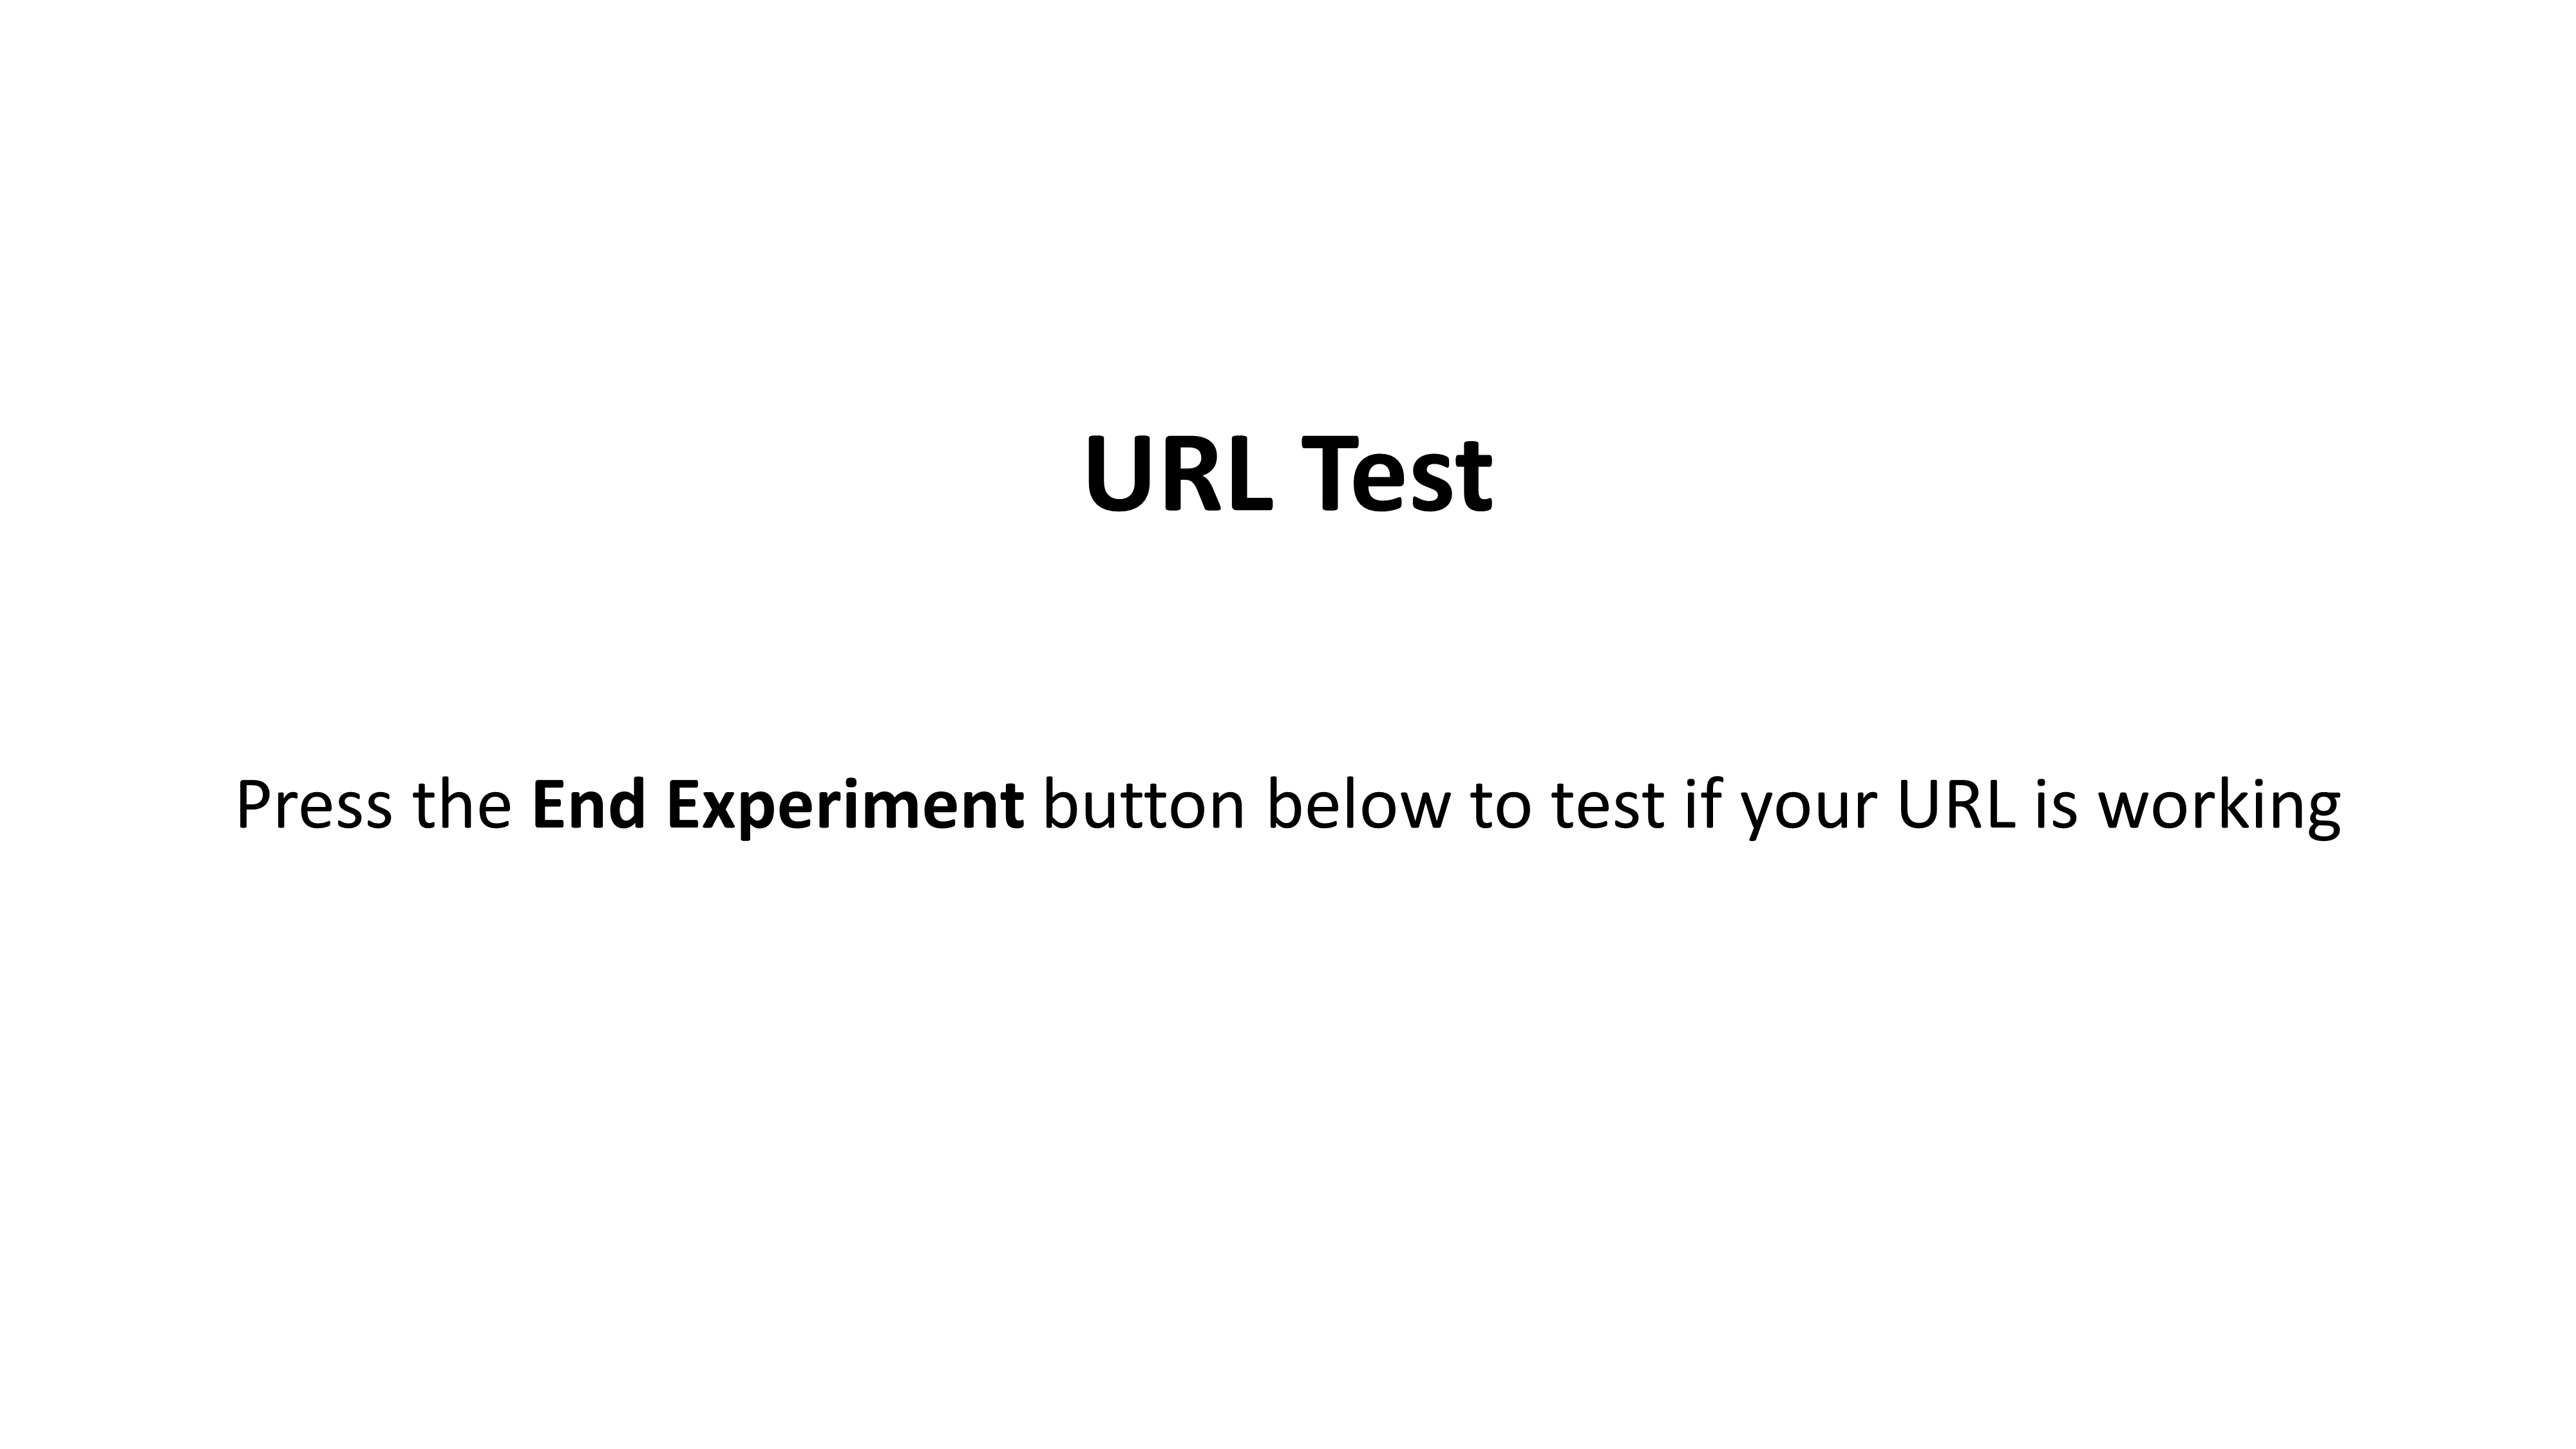 URL Test
Press the End Experiment button below to test if your URL is working